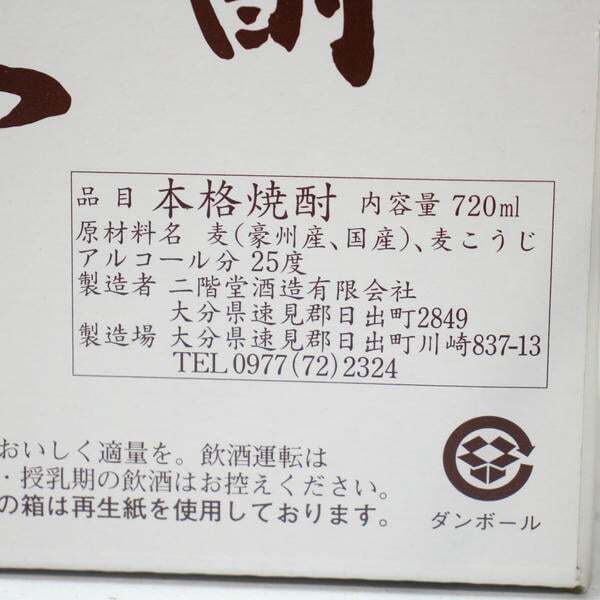 酎
品目 本格焼酎 内容量 720ml
原材料名 麦(豪州産、国産)、麦こうじ
アルコール分 25度
製造者 二階堂酒造有限会社
大分県速見郡日出町2849
製造場 大分県速見郡日出町川崎837-13
TEL 0977(72)2324
おいしく適量を。飲酒運転は
・授乳期の飲酒はお控えください。
の箱は再生紙を使用しております。
ダンボール